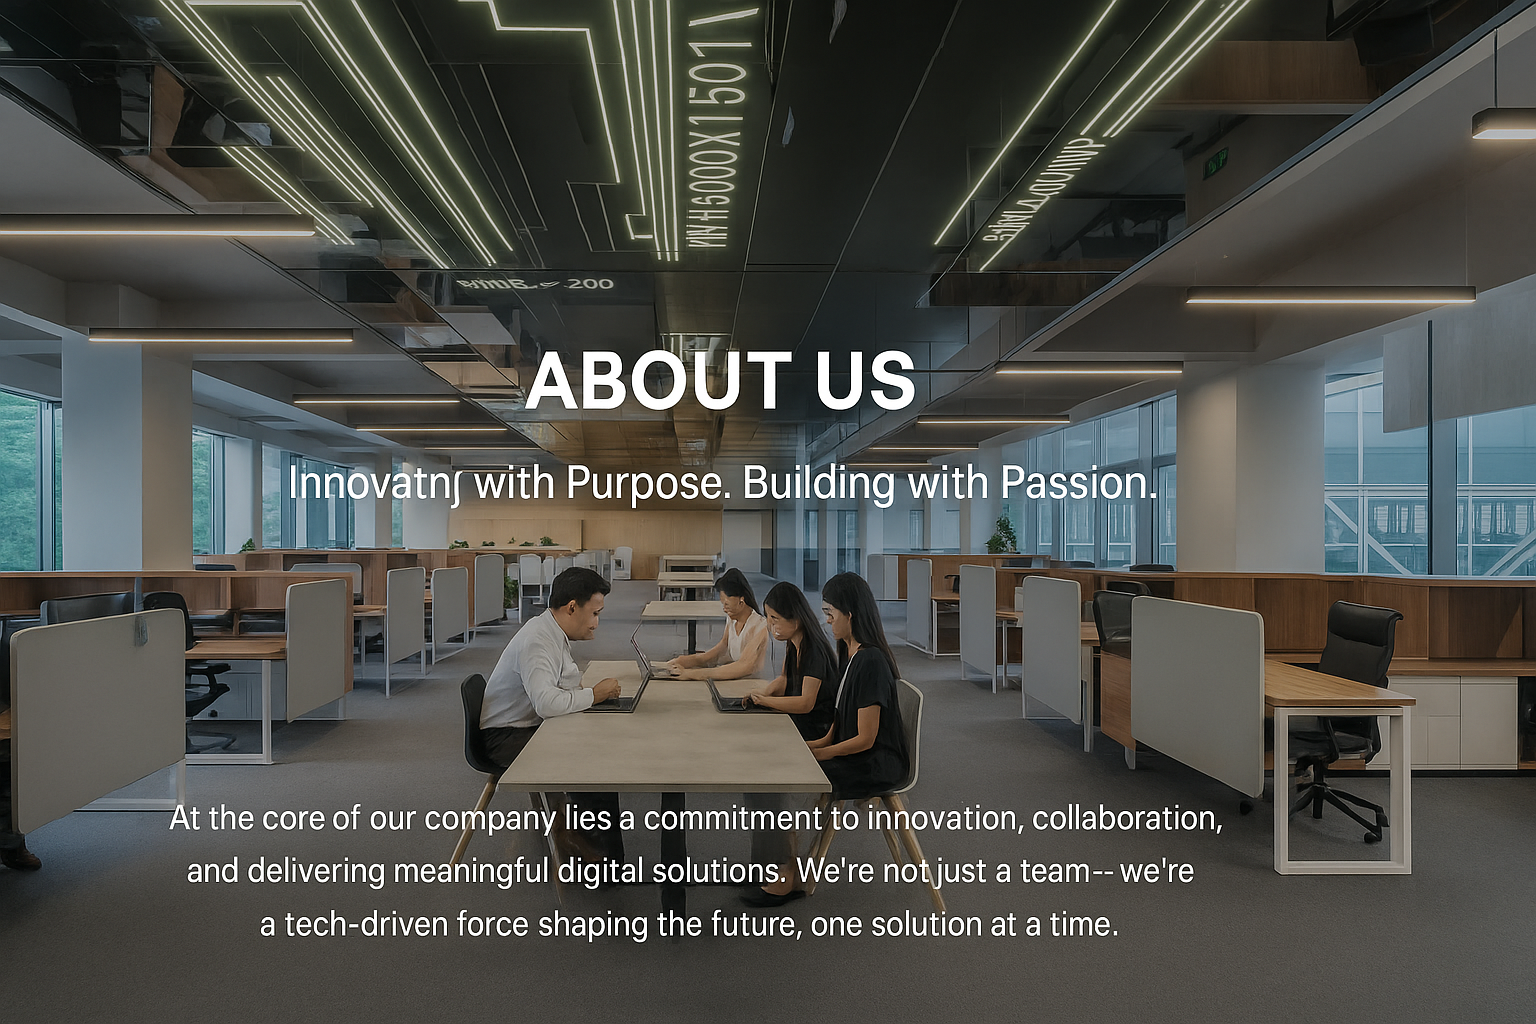 200
ABOUT US
Innovatnʃ with Purpose. Building with Passion.
At the core of our company lies a commitment to innovation, collaboration,
and delivering meaningful digital solutions. We're not just a team--we're
a tech-driven force shaping the future, one solution at a time.